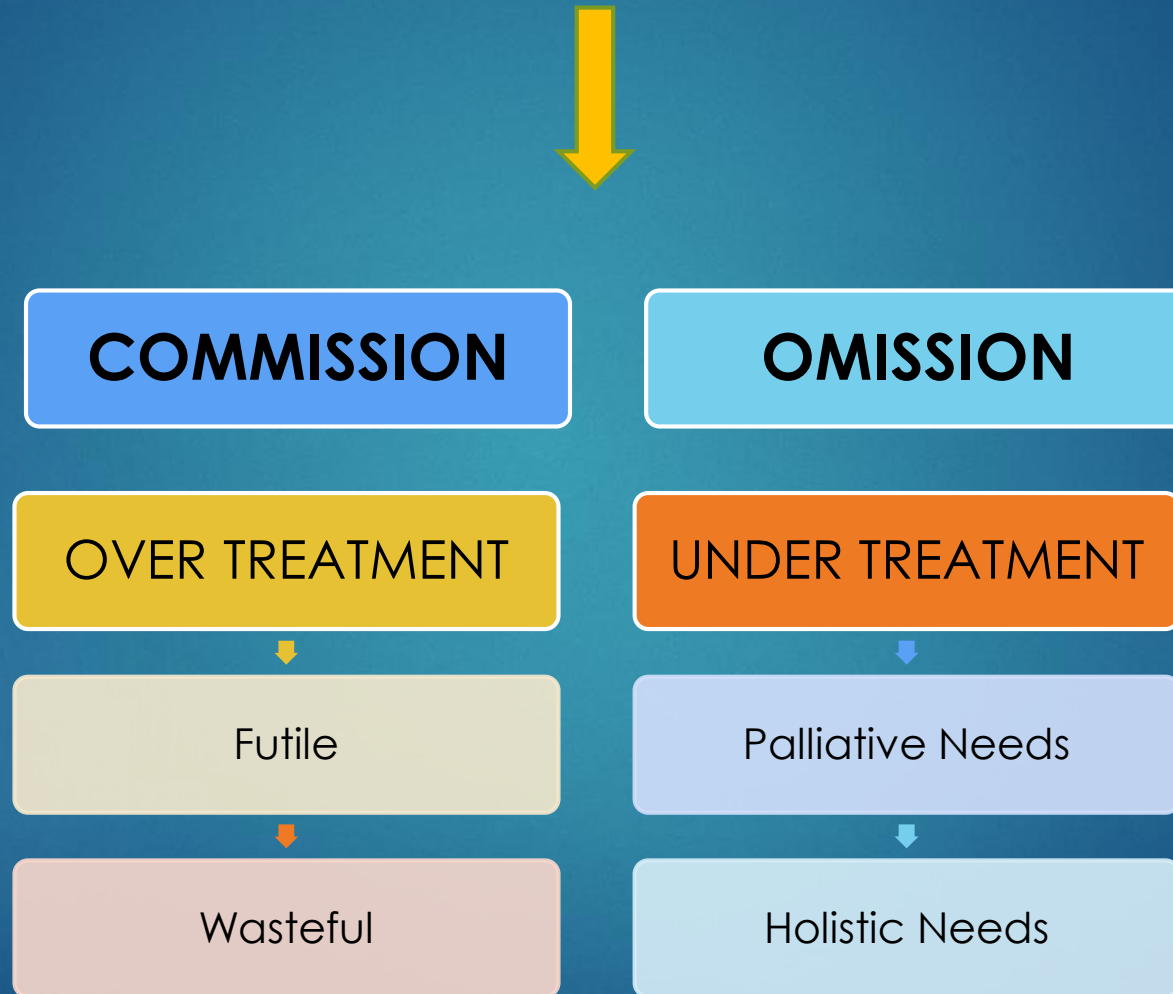 COMMISSION
OMISSION
OVER TREATMENT
UNDER TREATMENT
Futile
Palliative Needs
Wasteful
Holistic Needs